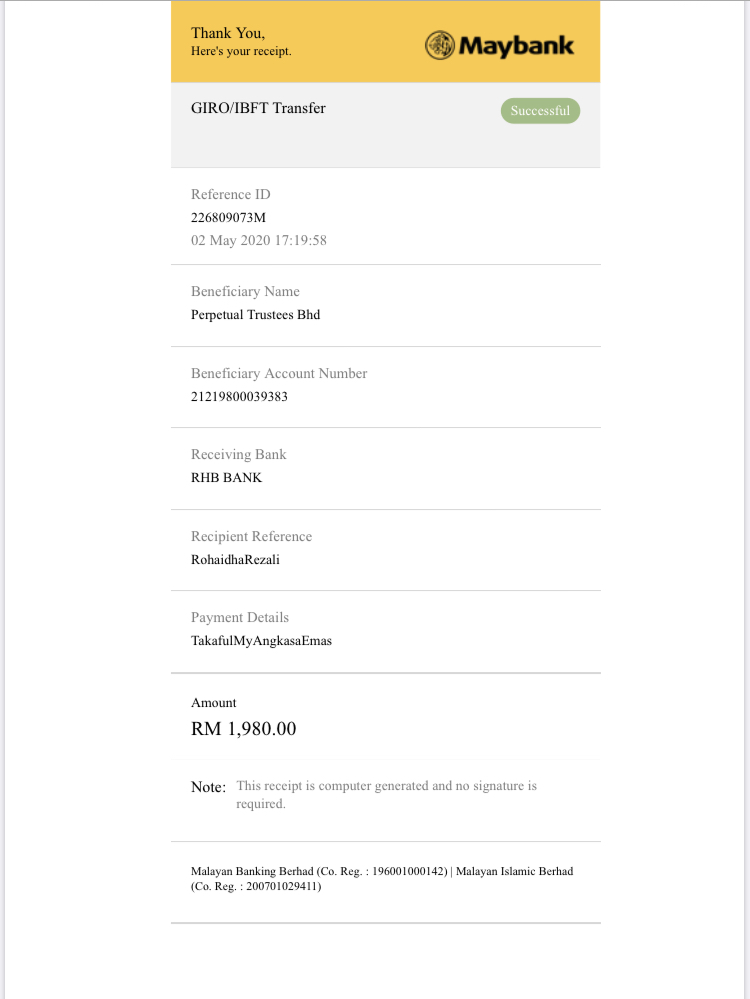 Thank You,
Here's your receipt.
Maybank
GIRO/IBFT Transfer
Successful
Reference ID
226809073M
02 May 2020 17:19:58
Beneficiary Name
Perpetual Trustees Bhd
Beneficiary Account Number
21219800039383
Receiving Bank
RHB BANK
Recipient Reference
RohaidhaRezali
Payment Details
TakafulMyAngkasaEmas
Amount
RM 1,980.00
Note: This receipt is computer generated and no signature is
required.
Malayan Banking Berhad (Co. Reg. : 196001000142) | Malayan Islamic Berhad
(Co. Reg. : 200701029411)